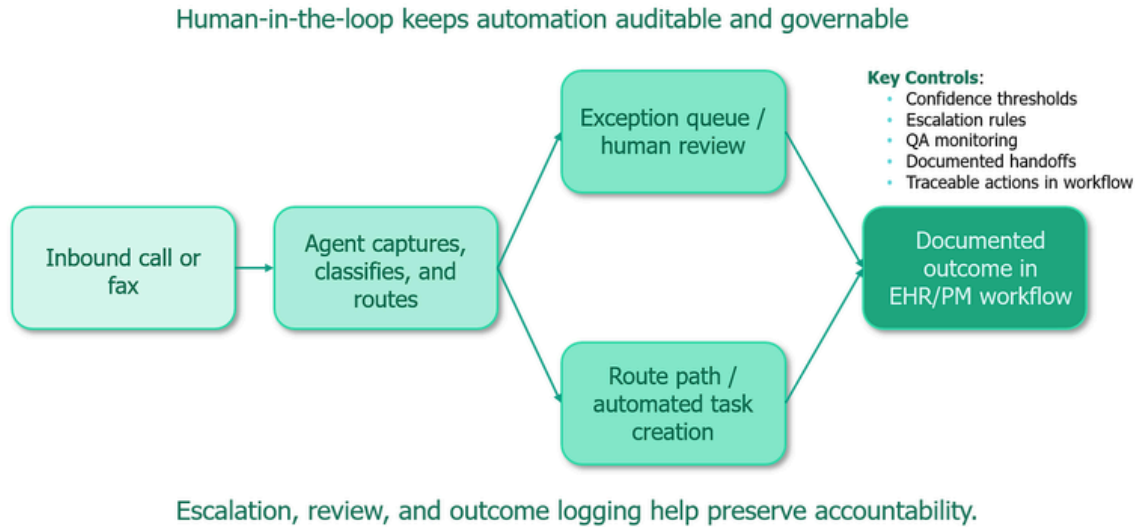 Human-in-the-loop keeps automation auditable and governable
Key Controls:
• Confidence thresholds
• Escalation rules
• QA monitoring
• Documented handoffs
• Traceable actions in workflow
Inbound call or
fax
Agent captures,
classifies, and
routes
Exception queue /
human review
Route path /
automated task
creation
Documented
outcome in
EHR/PM workflow
Escalation, review, and outcome logging help preserve accountability.